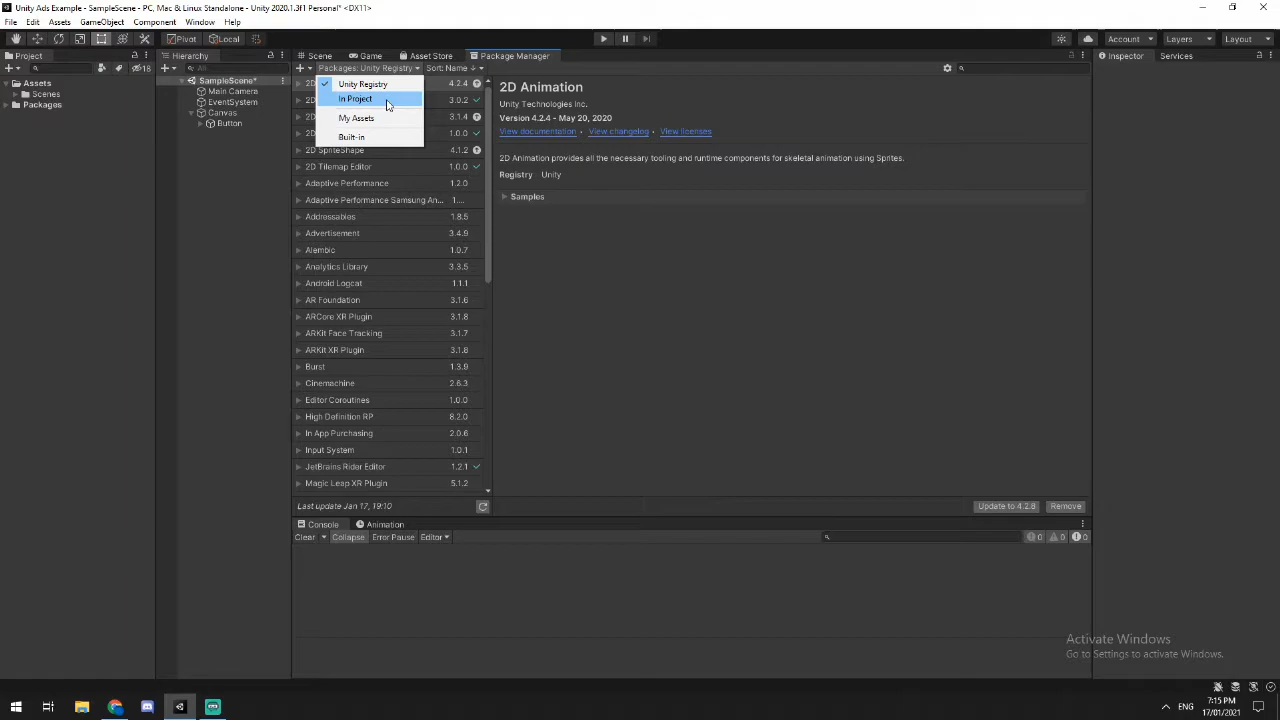 Unity Ads Example - SampleScene - PC, Mac & Linux Standalone - Unity 2020.1.3f1 Personal* <DX11>
File Edit Assets GameObject Component Window Help
Pivot Local Account Layers Layout
Project Hierarchy Scene Game Asset Store Package Manager Inspector Services
18 All Packages: Unity Registry Sort: Name ↓
Assets
Scenes
Packages
SampleScene*
Main Camera
EventSystem
Canvas
Button
Unity Registry
In Project
My Assets
Built-in
2D 4.2.4
2D 3.0.2
2D 3.1.4
2D 1.0.0
2D SpriteShape 4.1.2
2D Tilemap Editor 1.0.0
Adaptive Performance 1.2.0
Adaptive Performance Samsung An... 1....
Addressables 1.8.5
Advertisement 3.4.9
Alembic 1.0.7
Analytics Library 3.3.5
Android Logcat 1.1.1
AR Foundation 3.1.6
ARCore XR Plugin 3.1.8
ARKit Face Tracking 3.1.7
ARKit XR Plugin 3.1.8
Burst 1.3.9
Cinemachine 2.6.3
Editor Coroutines 1.0.0
High Definition RP 8.2.0
In App Purchasing 2.0.6
Input System 1.0.1
JetBrains Rider Editor 1.2.1
Magic Leap XR Plugin 5.1.2
Last update Jan 17, 19:10
2D Animation
Unity Technologies Inc.
Version 4.2.4 - May 20, 2020
View documentation • View changelog • View licenses
2D Animation provides all the necessary tooling and runtime components for skeletal animation using Sprites.
Registry Unity
Samples
Update to 4.2.8 Remove
Console Animation
Clear Collapse Error Pause Editor 0 0 0
Activate Windows
Go to Settings to activate Windows.
ENG
7:15 PM
17/01/2021